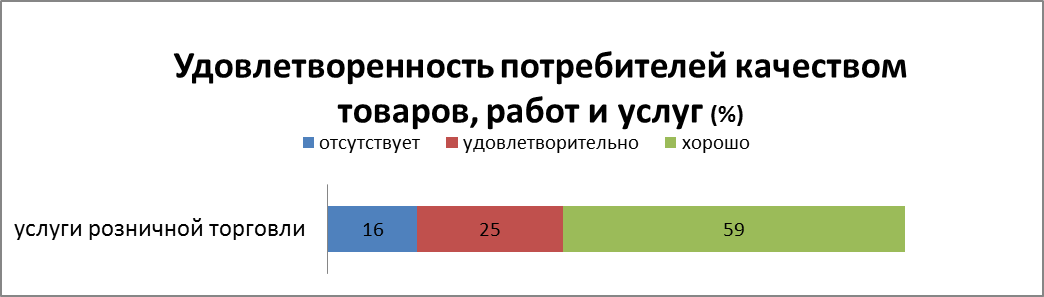 Удовлетворенность потребителей качеством
товаров, работ и услуг (%)
отсутствует удовлетворительно хорошо
услуги розничной торговли 16 25 59